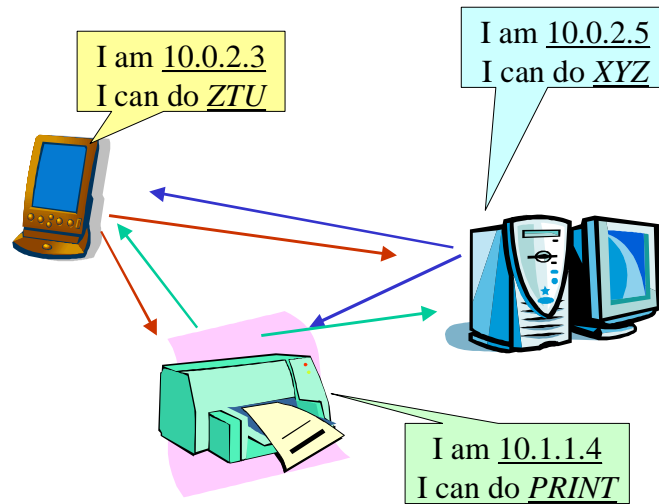 I am 10.0.2.3
I can do ZTU
I am 10.0.2.5
I can do XYZ
I am 10.1.1.4
I can do PRINT